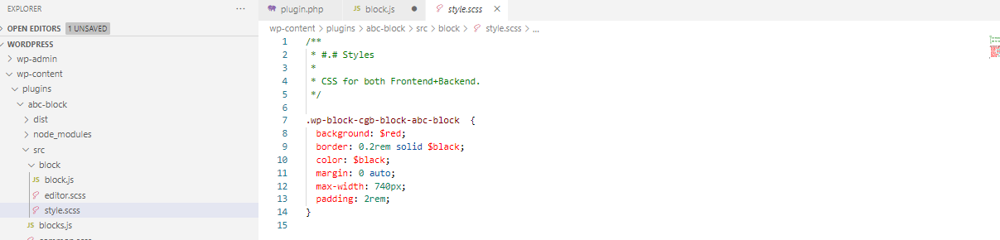 EXPLORER
OPEN EDITORS 1 UNSAVED
WORDPRESS
wp-admin
wp-content
plugins
abc-block
dist
node_modules
src
block
JS block.js
editor.scss
style.scss
JS blocks.js
common.scss
plugin.php
JS block.js
style.scss
wp-content > plugins > abc-block > src > block > style.scss > ...
1 /**
2 * #.# Styles
3 *
4 * CSS for both Frontend+Backend.
5 */
6
7 .wp-block-cgb-block-abc-block {
8 background: $red;
9 border: 0.2rem solid $black;
10 color: $black;
11 margin: 0 auto;
12 max-width: 740px;
13 padding: 2rem;
14 }
15